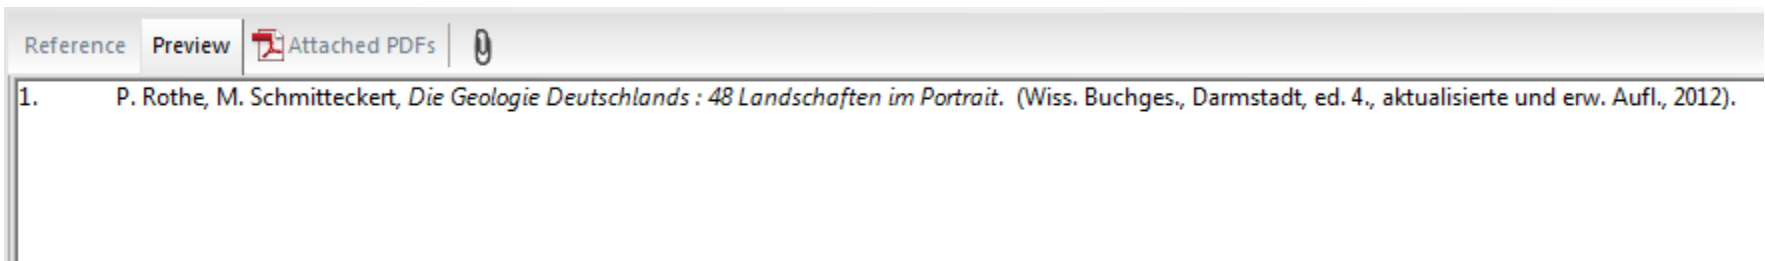 Reference Preview Attached PDFs
1. P. Rothe, M. Schmitteckert, Die Geologie Deutschlands : 48 Landschaften im Portrait. (Wiss. Buchges., Darmstadt, ed. 4., aktualisierte und erw. Aufl., 2012).